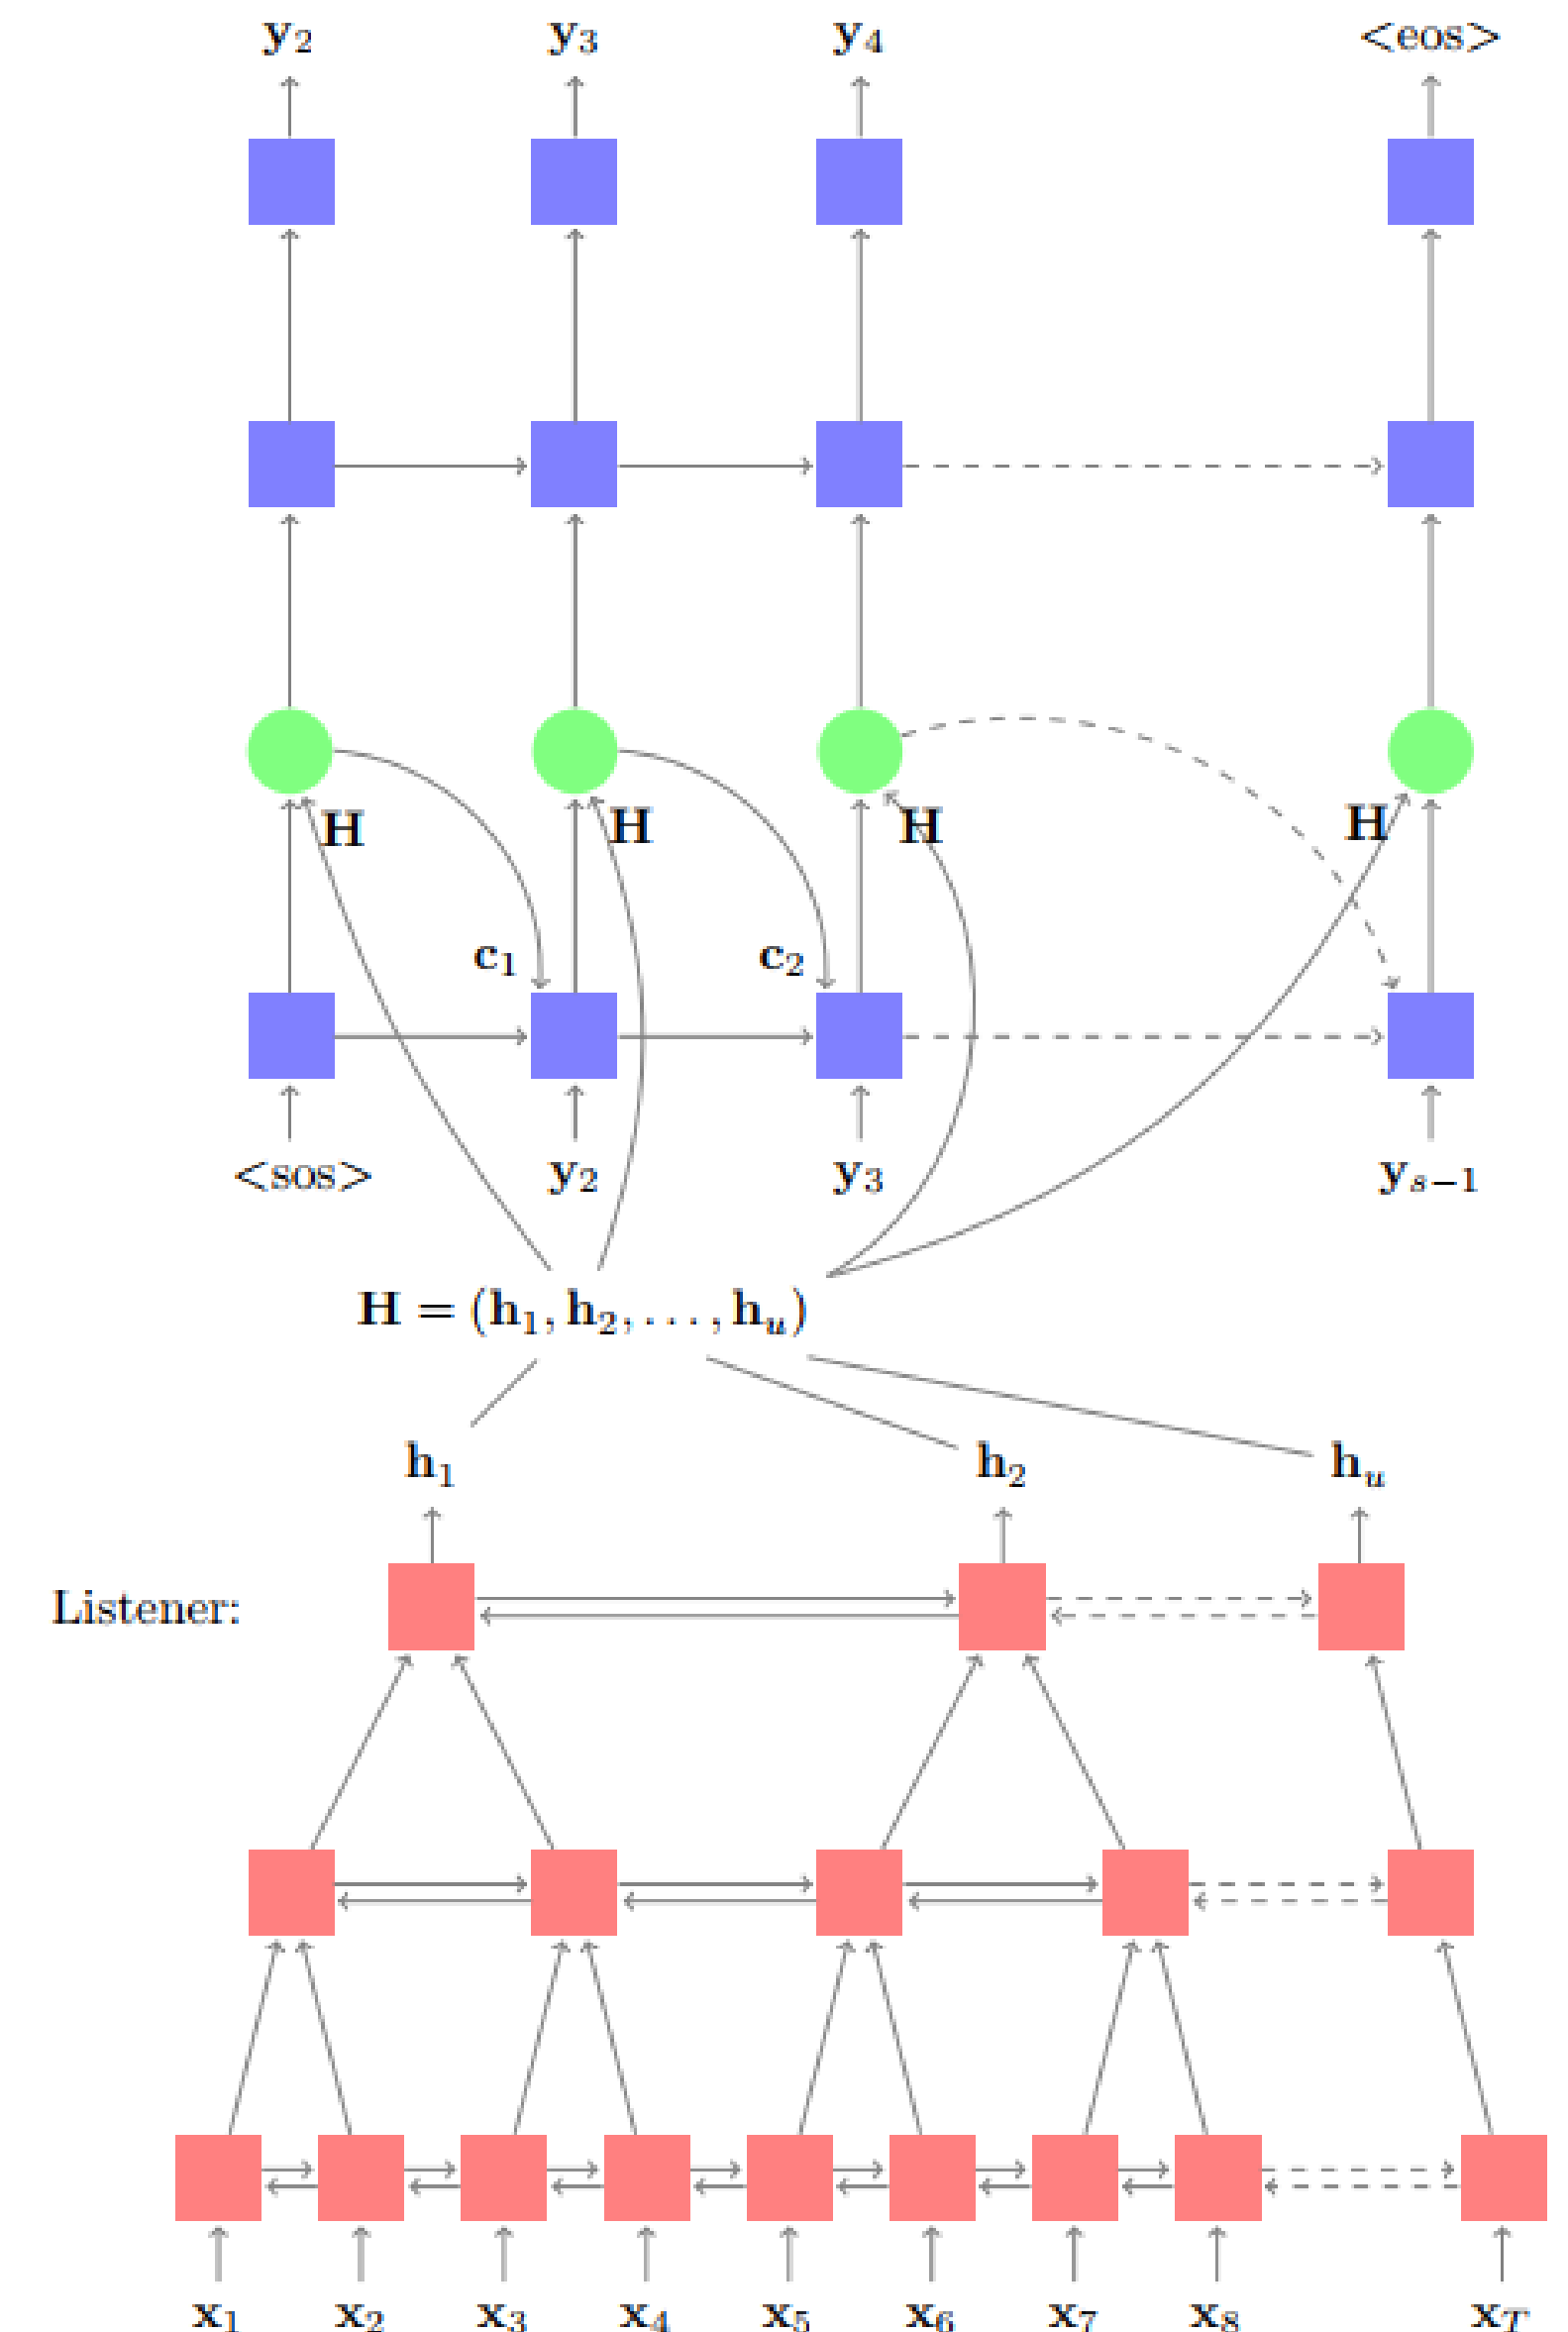 y₂ y₃ y₄ <eos>
H H H H
c₁ c₂
<sos> y₂ y₃ yₛ₋₁
H = (h₁, h₂, . . . , hᵤ)
h₁ h₂ hᵤ
Listener:
x₁ x₂ x₃ x₄ x₅ x₆ x₇ x₈ x_T